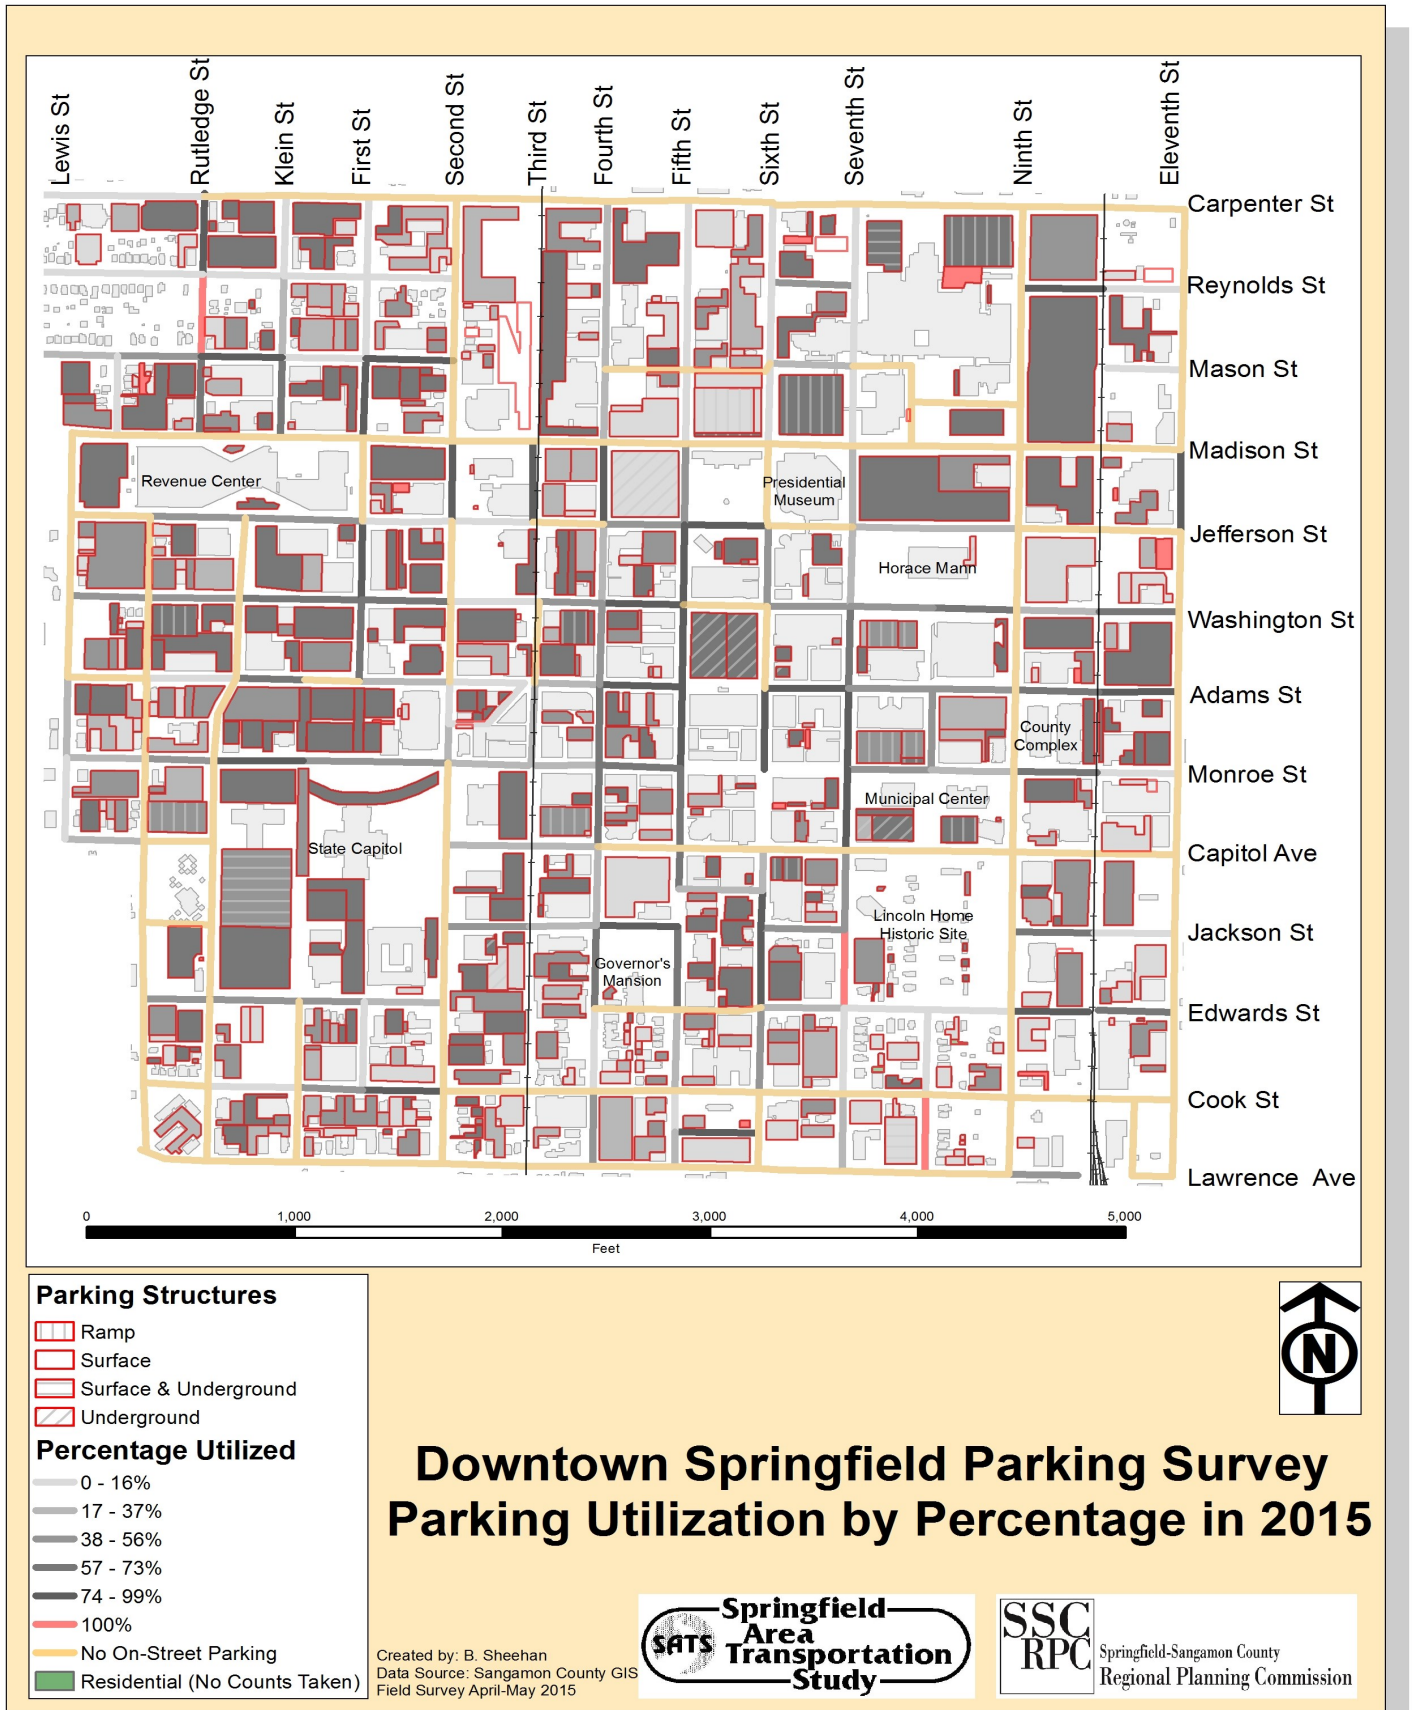 Lewis St
Rutledge St
Klein St
First St
Second St
Third St
Fourth St
Fifth St
Sixth St
Seventh St
Ninth St
Eleventh St
Carpenter St
Reynolds St
Mason St
Madison St
Revenue Center
Presidential
Museum
Jefferson St
Horace Mann
Washington St
Adams St
County
Complex
Monroe St
Municipal Center
State Capitol
Capitol Ave
Lincoln Home
Historic Site
Jackson St
Governor's
Mansion
Edwards St
Cook St
Lawrence Ave
0 1,000 2,000 3,000 4,000 5,000
Feet
Parking Structures
Ramp
Surface
Surface & Underground
Underground
Percentage Utilized
0 - 16%
17 - 37%
38 - 56%
57 - 73%
74 - 99%
100%
No On-Street Parking
Residential (No Counts Taken)
N
Downtown Springfield Parking Survey
Parking Utilization by Percentage in 2015
Created by: B. Sheehan
Data Source: Sangamon County GIS
Field Survey April-May 2015
SATS
Springfield
Area
Transportation
Study
SSC
RPC
Springfield-Sangamon County
Regional Planning Commission